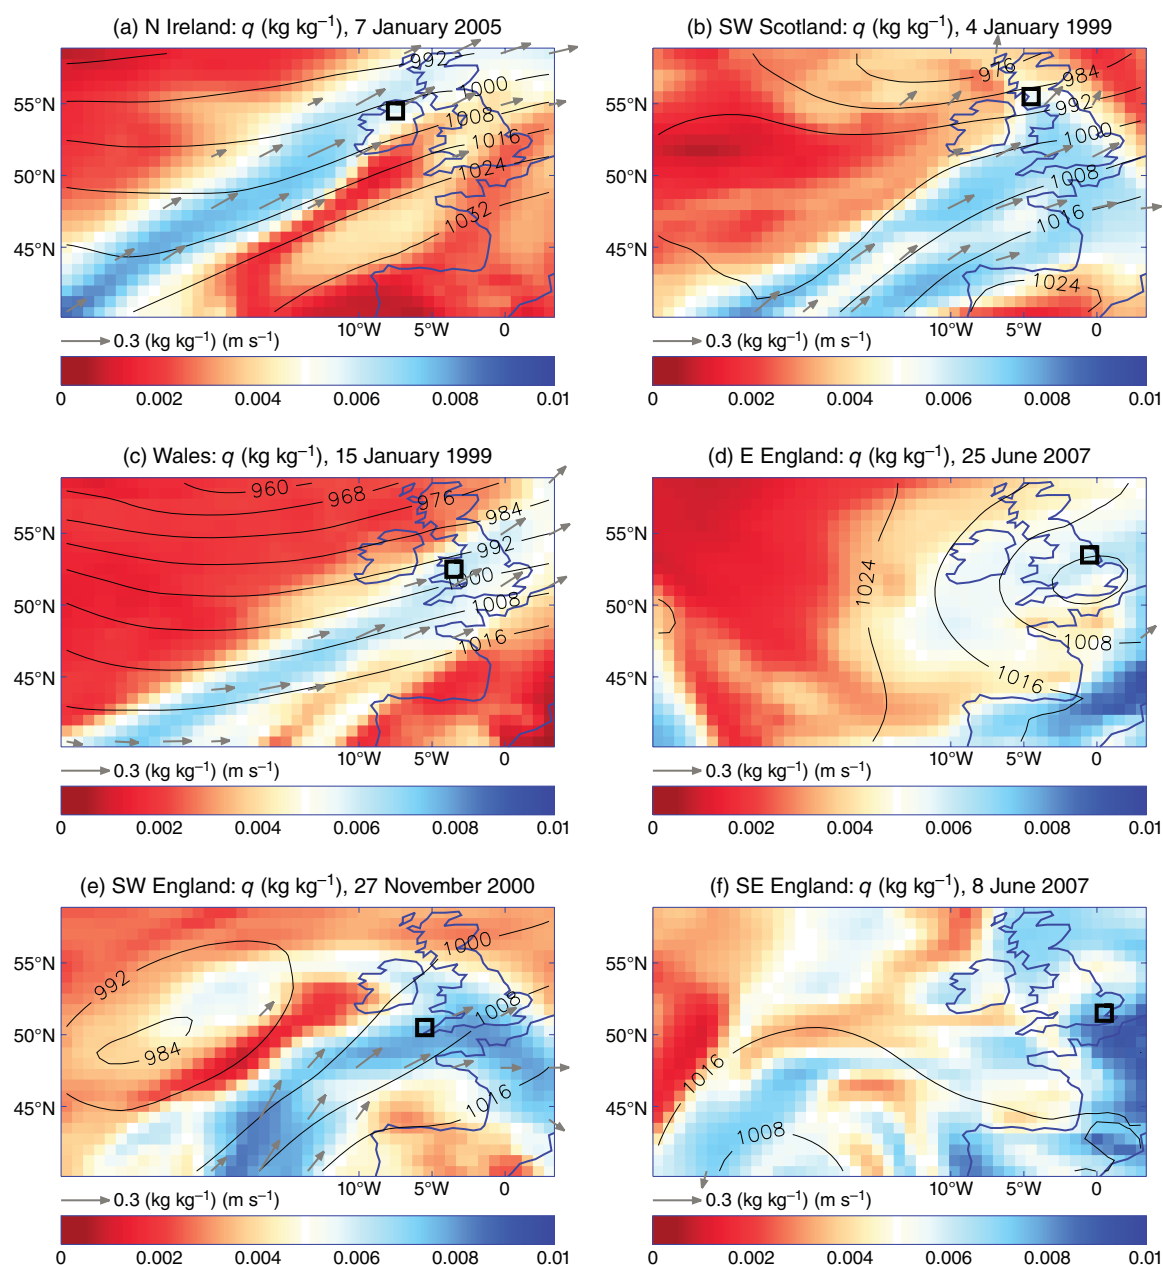 (a) N Ireland: q (kg kg⁻¹), 7 January 2005
992
1000
1008
1016
1024
1032
55°N
50°N
45°N
10°W 5°W 0
0.3 (kg kg⁻¹) (m s⁻¹)
0 0.002 0.004 0.006 0.008 0.01
(b) SW Scotland: q (kg kg⁻¹), 4 January 1999
976
984
992
1000
1008
1016
1024
10°W 5°W 0
0.3 (kg kg⁻¹) (m s⁻¹)
0 0.002 0.004 0.006 0.008 0.01
(c) Wales: q (kg kg⁻¹), 15 January 1999
960
968
976
984
992
1000
1008
1016
55°N
50°N
45°N
10°W 5°W 0
0.3 (kg kg⁻¹) (m s⁻¹)
0 0.002 0.004 0.006 0.008 0.01
(d) E England: q (kg kg⁻¹), 25 June 2007
1024
1008
1016
10°W 5°W 0
0.3 (kg kg⁻¹) (m s⁻¹)
0 0.002 0.004 0.006 0.008 0.01
(e) SW England: q (kg kg⁻¹), 27 November 2000
1000
992
1008
984
1016
55°N
50°N
45°N
10°W 5°W 0
0.3 (kg kg⁻¹) (m s⁻¹)
0 0.002 0.004 0.006 0.008 0.01
(f) SE England: q (kg kg⁻¹), 8 June 2007
1016
1008
55°N
50°N
45°N
10°W 5°W 0
0.3 (kg kg⁻¹) (m s⁻¹)
0 0.002 0.004 0.006 0.008 0.01